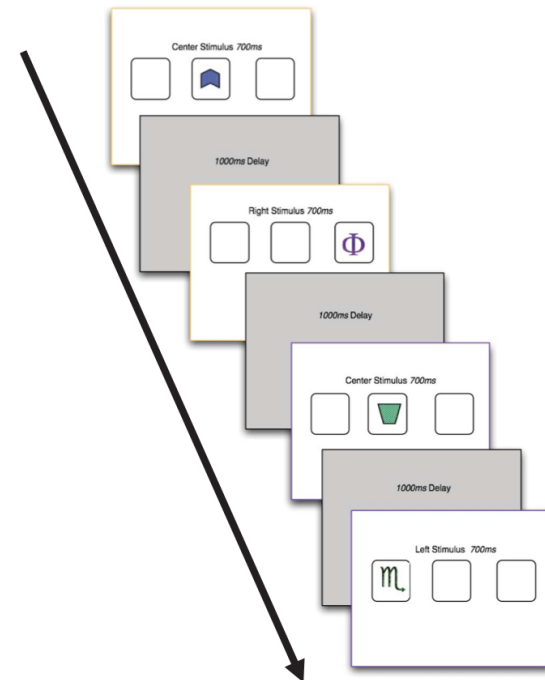 Center Stimulus 700ms
1000ms Delay
Right Stimulus 700ms
Φ
1000ms Delay
Center Stimulus 700ms
1000ms Delay
Left Stimulus 700ms
♏